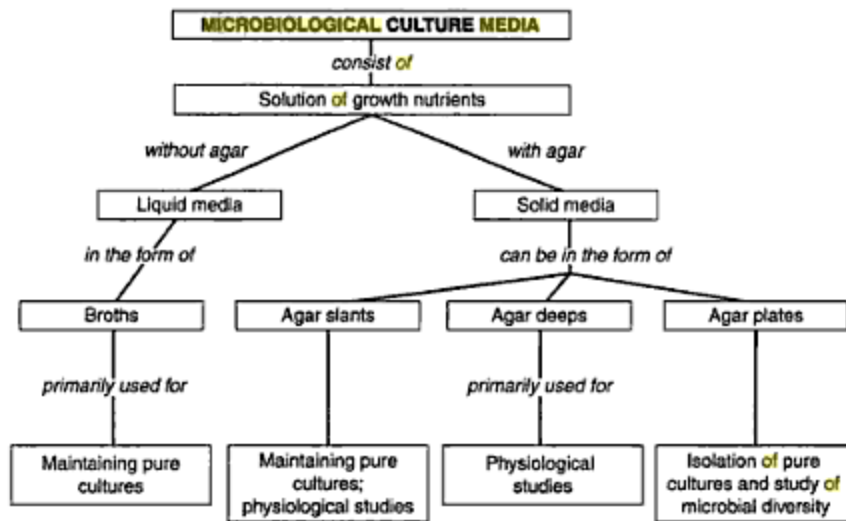 MICROBIOLOGICAL CULTURE MEDIA
consist of
Solution of growth nutrients
without agar
with agar
Liquid media
Solid media
in the form of
can be in the form of
Broths
Agar slants
Agar deeps
Agar plates
primarily used for
primarily used for
Maintaining pure
cultures
Maintaining pure
cultures;
physiological studies
Physiological
studies
Isolation of pure
cultures and study of
microbial diversity